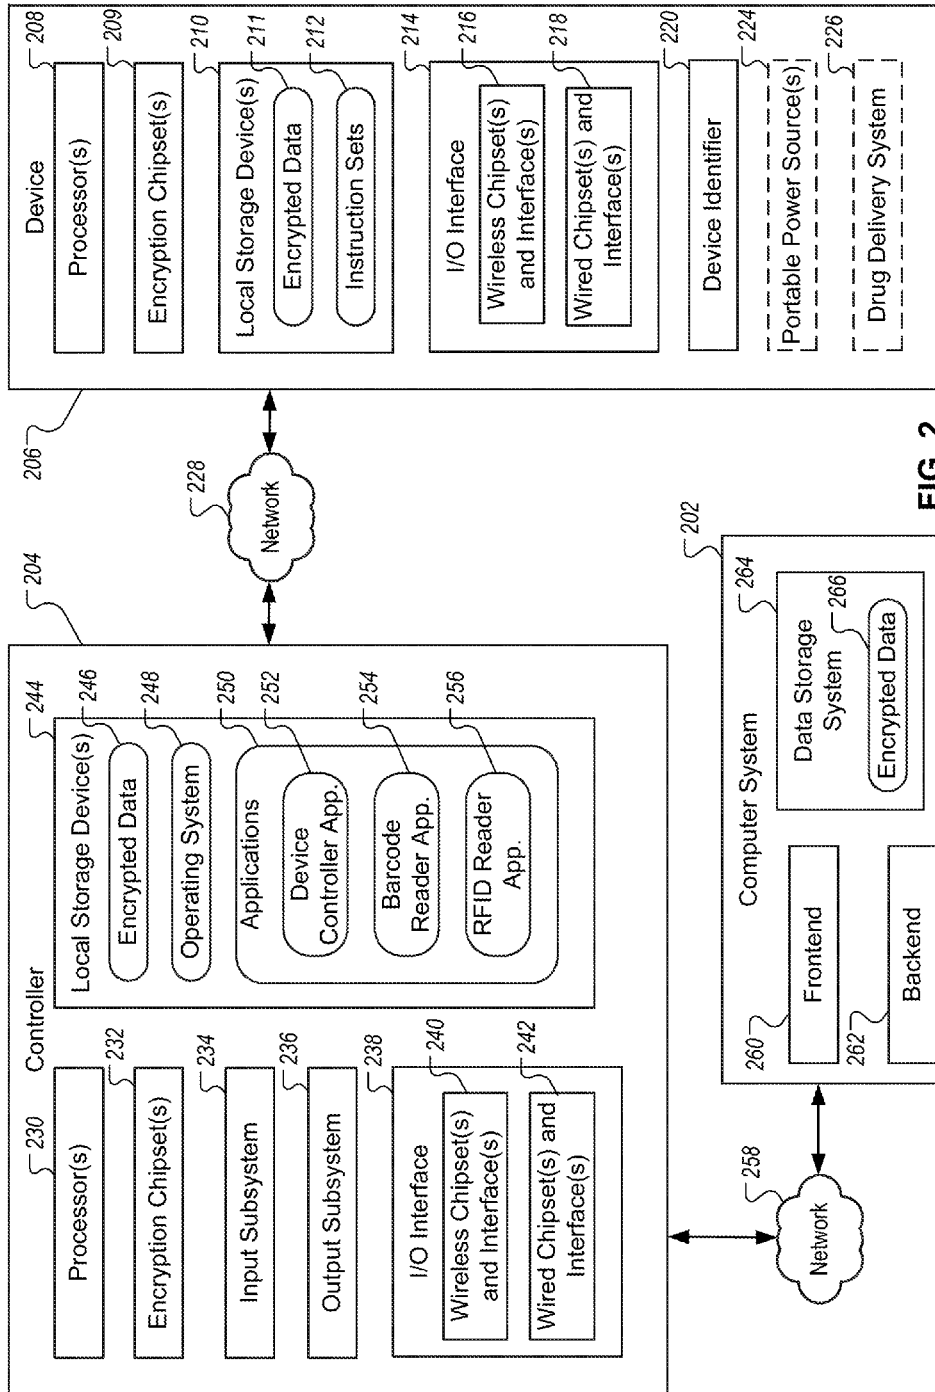 204
Controller
230
Processor(s)
232
Encryption Chipset(s)
234
Input Subsystem
236
Output Subsystem
238
I/O Interface
240
Wireless Chipset(s)
and Interface(s)
242
Wired Chipset(s) and
Interface(s)
244
Local Storage Device(s)
246
Encrypted Data
248
Operating System
250
Applications
252
Device
Controller App.
254
Barcode
Reader App.
256
RFID Reader
App.
228
Network
206
Device
208
Processor(s)
209
Encryption Chipset(s)
210
Local Storage Device(s)
211
Encrypted Data
212
Instruction Sets
214
I/O Interface
216
Wireless Chipset(s)
and Interface(s)
218
Wired Chipset(s) and
Interface(s)
220
Device Identifier
224
Portable Power Source(s)
226
Drug Delivery System
258
Network
202
Computer System
260
Frontend
262
Backend
264
Data Storage
System
266
Encrypted Data
FIG. 2